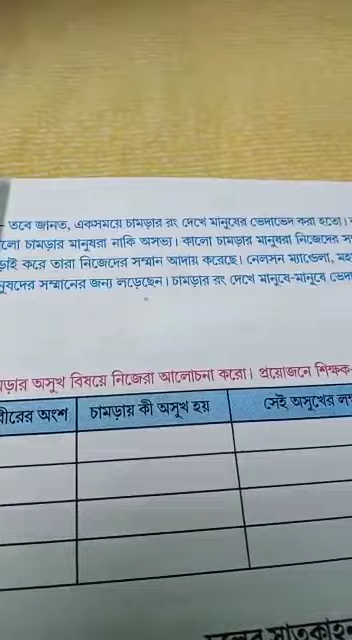 তবে জানত, একসময়ে চামড়ার রং দেখে মানুষের ভেদাভেদ করা হতো।
চামড়ার মানুষরা নাকি অসভ্য। কালো চামড়ার মানুষরা নিজেদের
করে তারা নিজেদের সম্মান আদায় করেছে। নেলসন ম্যান্ডেলা,
সম্মানের জন্য লড়েছেন। চামড়ার রং দেখে মানুষে-মানুষে
অসুখ বিষয়ে নিজেরা আলোচনা করো। প্রয়োজনে শিক্ষক
অংশ চামড়ায় কী অসুখ হয় সেই অসুখের